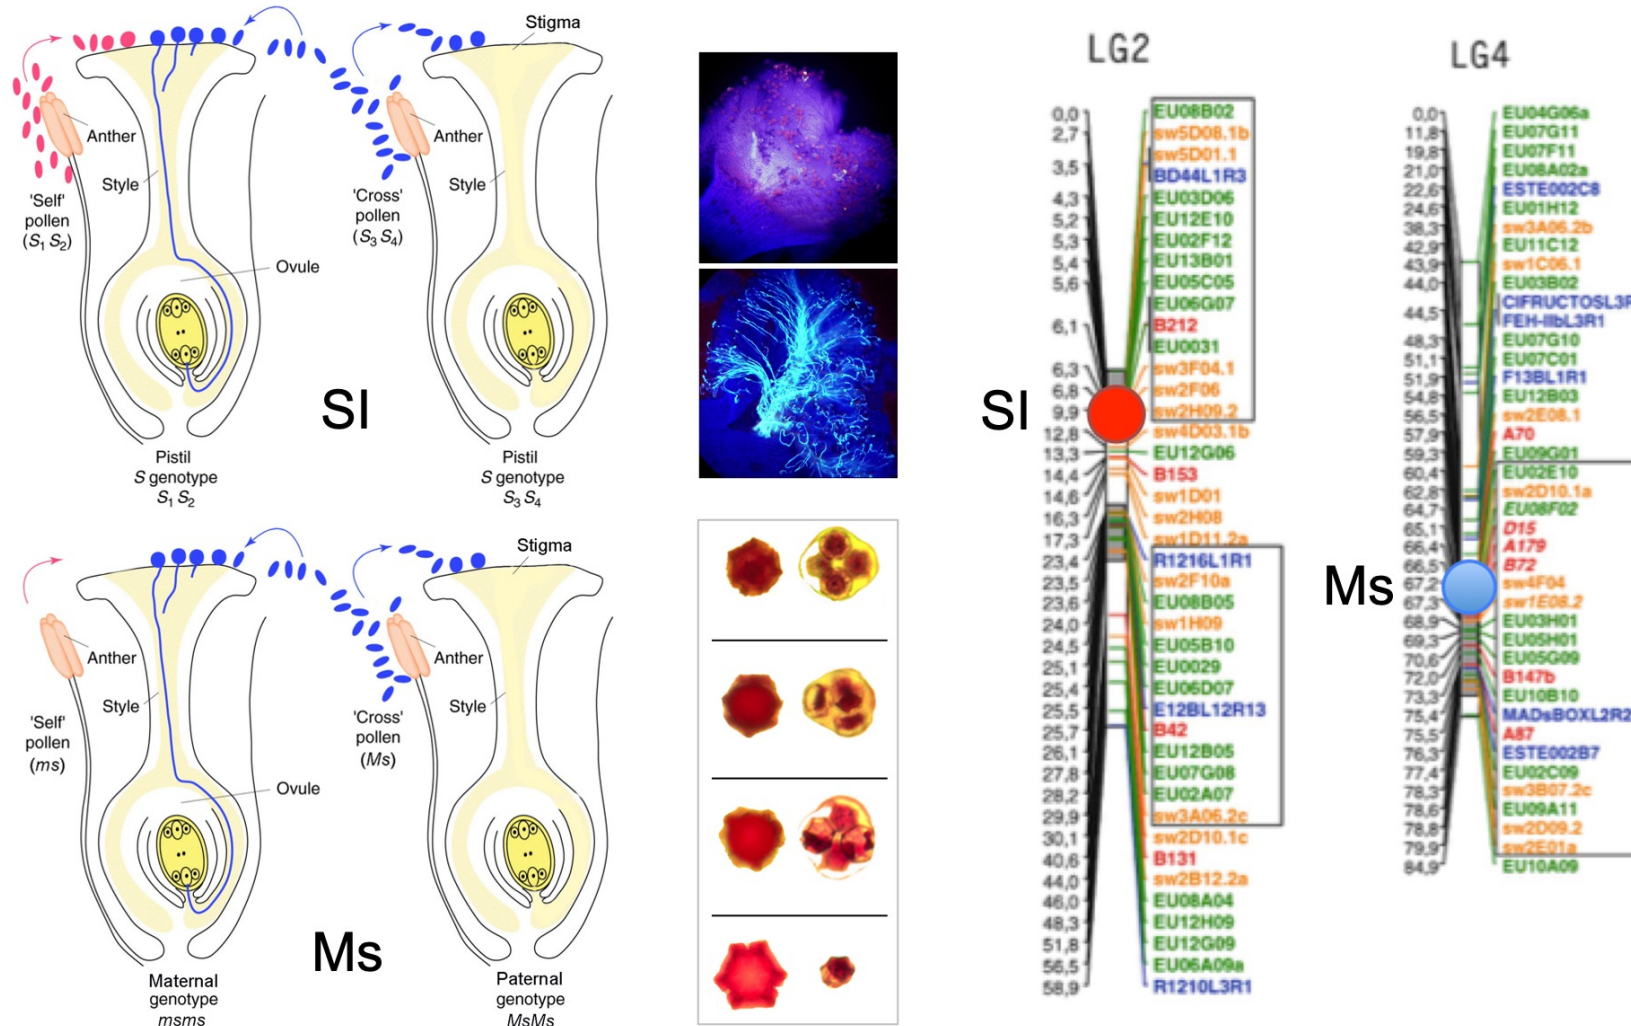 Stigma
Anther
Style
'Self'
pollen
(S1 S2)
Ovule
Anther
Style
'Cross'
pollen
(S3 S4)
SI
Pistil
S genotype
S1 S2
Pistil
S genotype
S3 S4
Stigma
Anther
Style
'Self'
pollen
(ms)
Ovule
Anther
Style
'Cross'
pollen
(Ms)
Ms
Maternal
genotype
msms
Paternal
genotype
MsMs
LG2
SI
0,0
2,7
3,5
4,3
5,2
5,3
5,4
5,6
6,1
6,3
6,8
9,9
12,8
13,3
14,4
14,6
16,3
17,3
23,4
23,5
23,6
24,0
24,5
25,1
25,4
25,5
25,7
26,1
27,8
28,2
29,9
30,1
40,6
44,0
46,0
48,3
51,8
56,5
58,9
EU08B02
sw5D08.1b
sw5D01.1
BD44L1R3
EU03D06
EU12E10
EU02F12
EU13B01
EU05C05
EU06G07
B212
EU0031
sw3F04.1
sw2F06
sw2H09.2
sw4D03.1b
EU12G06
B153
sw1D01
sw2H08
sw1D11.2a
R1216L1R1
sw2F10a
EU08B05
sw1H09
EU05B10
EU0029
EU06D07
E12BL12R13
B42
EU12B05
EU07G08
EU02A07
sw3A06.2c
sw2D10.1c
B131
sw2B12.2a
EU08A04
EU12H09
EU12G09
EU06A09a
R1210L3R1
LG4
Ms
0,0
11,8
19,8
21,0
22,6
24,6
38,3
42,9
43,9
44,0
44,5
48,3
51,1
51,9
54,8
56,5
57,9
59,3
60,4
62,8
64,7
65,1
66,4
66,5
67,2
67,3
68,9
69,3
70,6
72,0
73,3
75,4
75,5
76,3
77,4
78,3
78,6
78,8
79,9
84,9
EU04G06a
EU07G11
EU07F11
EU08A02a
ESTE002C8
EU01H12
sw3A06.2b
EU11C12
sw1C06.1
EU03B02
CIFRUCTOSL3R
FEH-IIbL3R1
EU07G10
EU07C01
F13BL1R1
EU12B03
sw2E08.1
A70
EU09G01
EU02E10
sw2D10.1a
EU08F02
D15
A179
B72
sw4F04
sw1E08.2
EU03H01
EU05H01
EU05G09
B147b
EU10B10
MADsBOXL2R2
A87
ESTE002B7
EU02C09
sw3B07.2c
EU09A11
sw2D09.2
sw2E01a
EU10A09